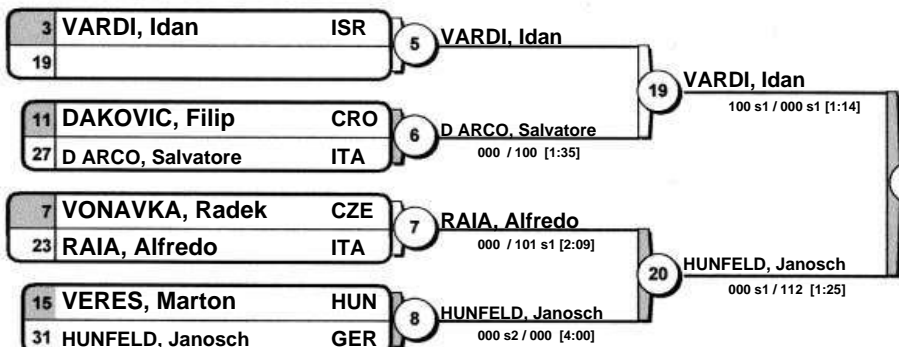 3 VARDI, Idan ISR
19
5 VARDI, Idan
11 DAKOVIC, Filip CRO
27 D ARCO, Salvatore ITA
6 D ARCO, Salvatore
000 / 100 [1:35]
19 VARDI, Idan
100 s1 / 000 s1 [1:14]
7 VONAVKA, Radek CZE
23 RAIA, Alfredo ITA
7 RAIA, Alfredo
000 / 101 s1 [2:09]
15 VERES, Marton HUN
31 HUNFELD, Janosch GER
8 HUNFELD, Janosch
000 s2 / 000 [4:00]
20 HUNFELD, Janosch
000 s1 / 112 [1:25]